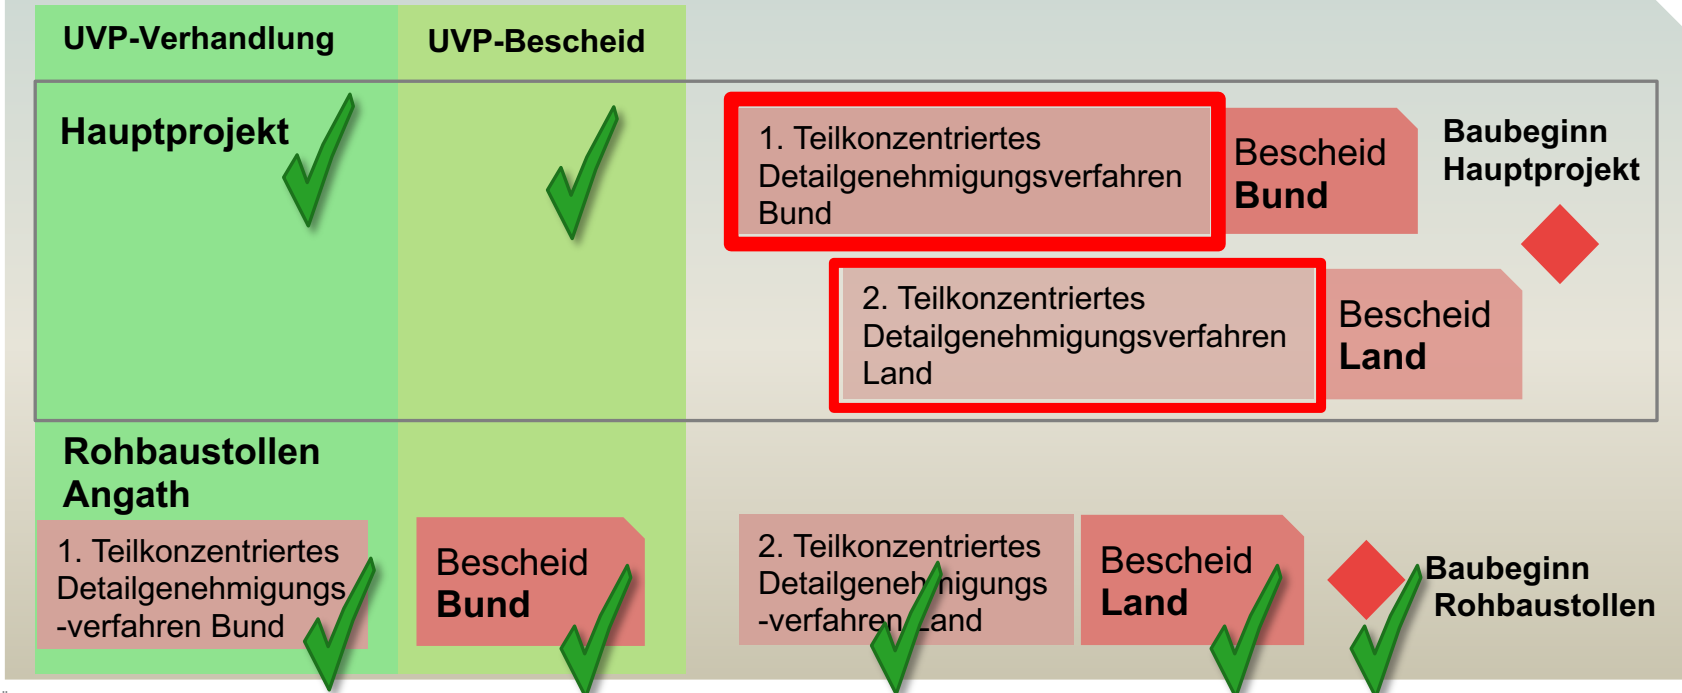 UVP-Verhandlung
UVP-Bescheid
Hauptprojekt
1. Teilkonzentriertes
Detailgenehmigungsverfahren
Bund
Bescheid
Bund
Baubeginn
Hauptprojekt
2. Teilkonzentriertes
Detailgenehmigungsverfahren
Land
Bescheid
Land
Rohbaustollen
Angath
1. Teilkonzentriertes
Detailgenehmigungs
-verfahren Bund
Bescheid
Bund
2. Teilkonzentriertes
Detailgenehmigungs
-verfahren Land
Bescheid
Land
Baubeginn
Rohbaustollen